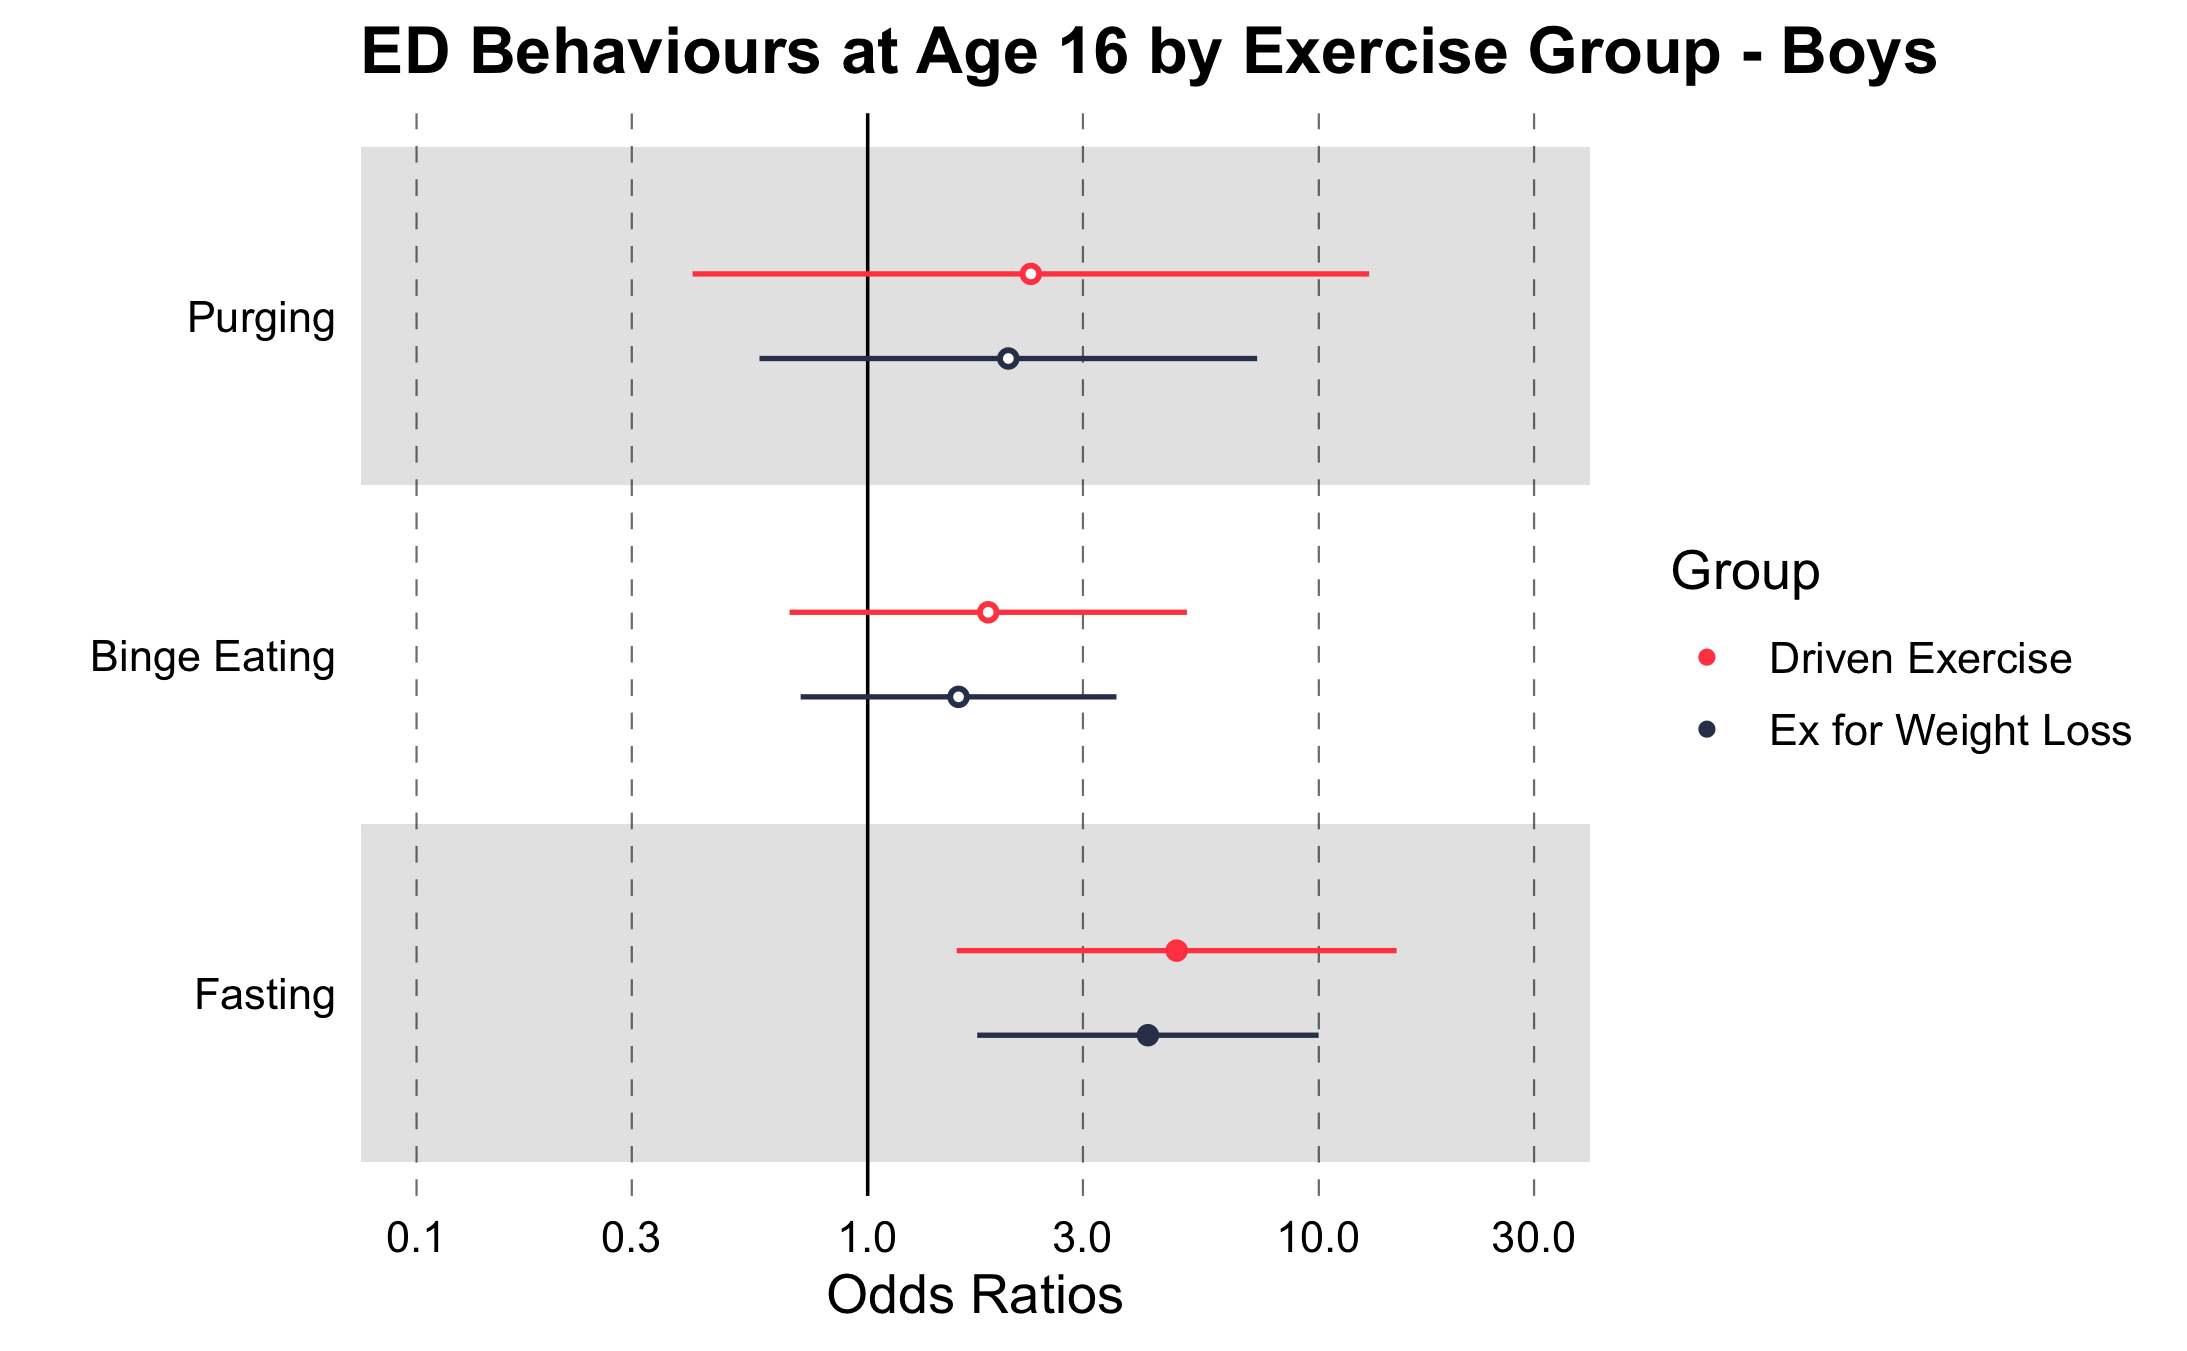 ED Behaviours at Age 16 by Exercise Group - Boys
Purging
Binge Eating
Fasting
0.1 0.3 1.0 3.0 10.0 30.0
Odds Ratios
Group
Driven Exercise
Ex for Weight Loss